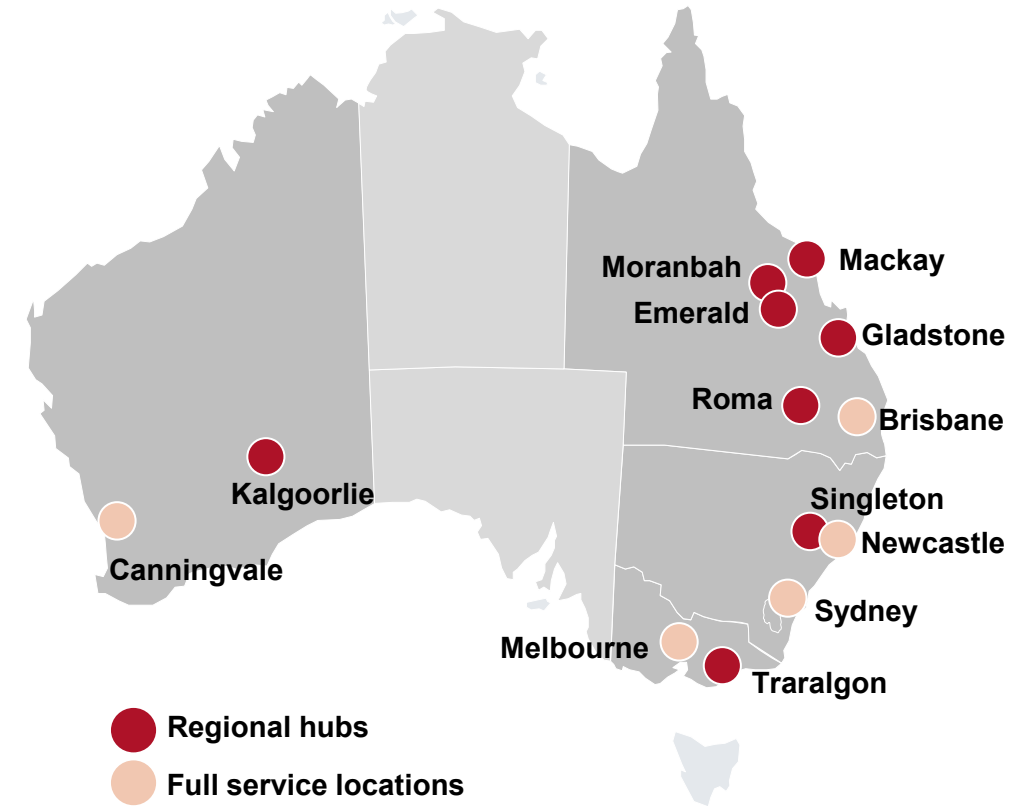 Mackay
Moranbah
Emerald
Gladstone
Roma
Brisbane
Kalgoorlie
Singleton
Newcastle
Canningvale
Sydney
Melbourne
Traralgon
Regional hubs
Full service locations